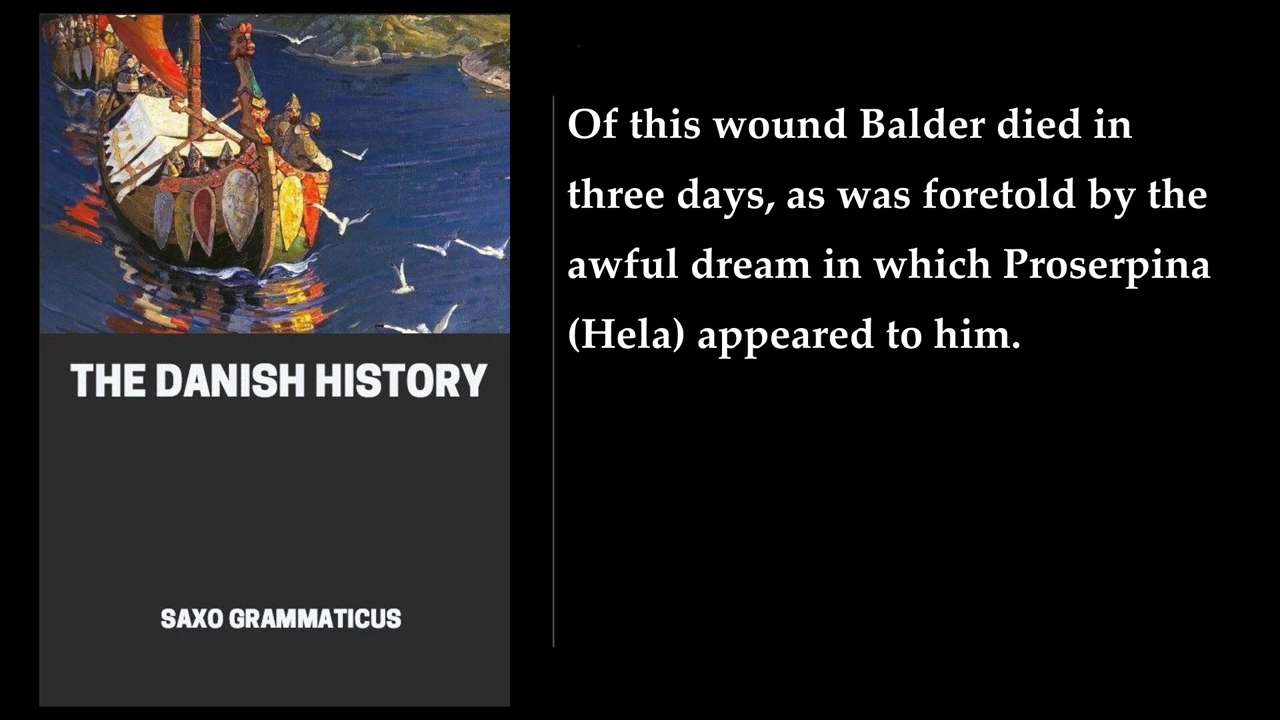 THE DANISH HISTORY
SAXO GRAMMATICUS
Of this wound Balder died in
three days, as was foretold by the
awful dream in which Proserpina
(Hela) appeared to him.